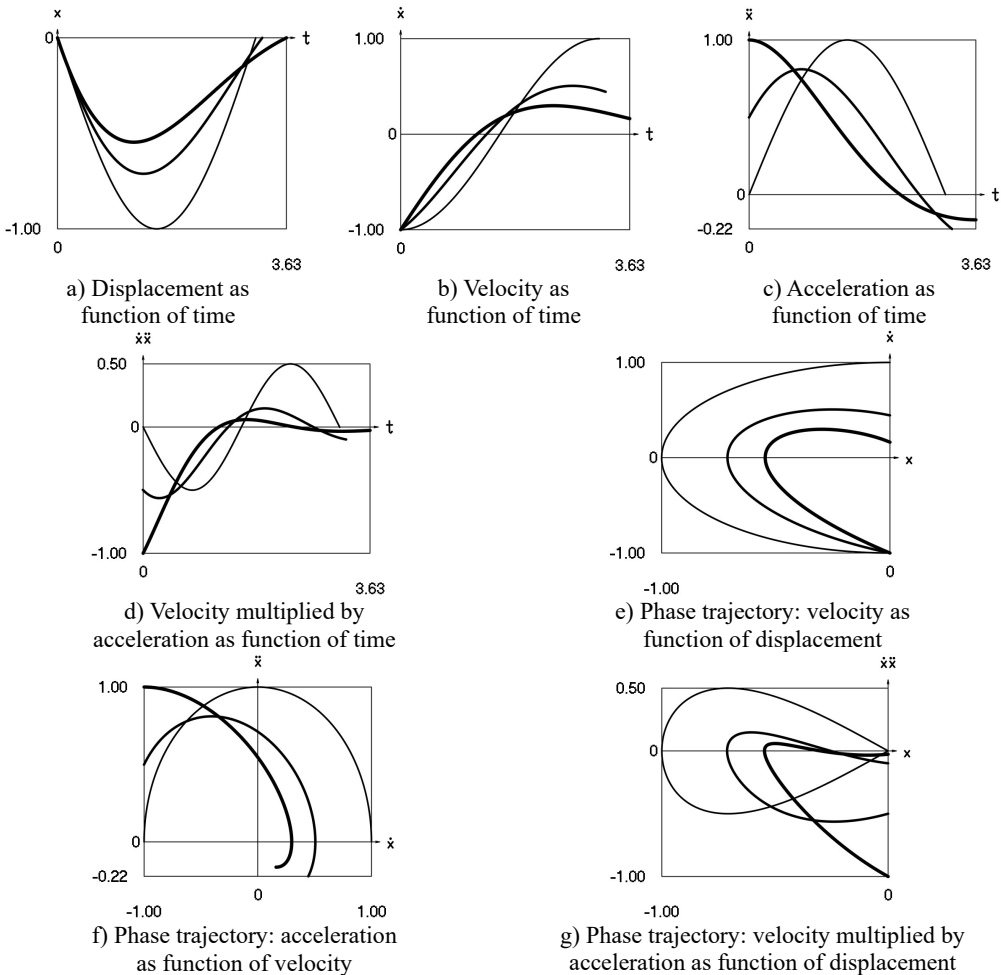 x
0
t
-1.00
0
3.63
a) Displacement as
function of time
ẋ
1.00
0
t
-1.00
0
3.63
b) Velocity as
function of time
ẍ
1.00
0
t
-0.22
0
3.63
c) Acceleration as
function of time
ẋẍ
0.50
0
t
-1.00
0
3.63
d) Velocity multiplied by
acceleration as function of time
ẋ
1.00
0
x
-1.00
0
-1.00
e) Phase trajectory: velocity as
function of displacement
ẍ
1.00
0
ẋ
-0.22
0
-1.00 1.00
f) Phase trajectory: acceleration
as function of velocity
ẋẍ
0.50
0
x
-1.00
0
-1.00
g) Phase trajectory: velocity multiplied by
acceleration as function of displacement